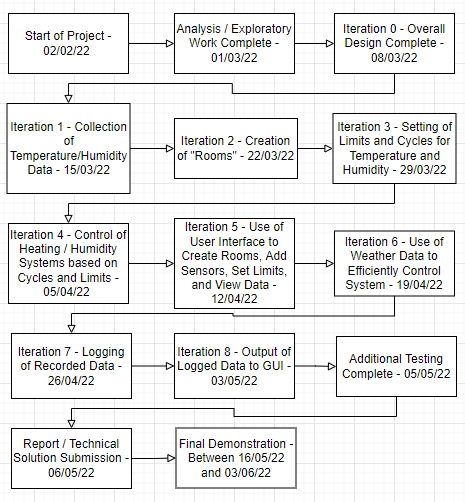 Start of Project -
02/02/22
Analysis / Exploratory
Work Complete -
01/03/22
Iteration 0 - Overall
Design Complete -
08/03/22
Iteration 1 - Collection
of
Temperature/Humidity
Data - 15/03/22
Iteration 2 - Creation
of "Rooms" - 22/03/22
Iteration 3 - Setting of
Limits and Cycles for
Temperature and
Humidity - 29/03/22
Iteration 4 - Control of
Heating / Humidity
Systems based on
Cycles and Limits -
05/04/22
Iteration 5 - Use of
User Interface to
Create Rooms, Add
Sensors, Set Limits,
and View Data -
12/04/22
Iteration 6 - Use of
Weather Data to
Efficiently Control
System - 19/04/22
Iteration 7 - Logging
of Recorded Data -
26/04/22
Iteration 8 - Output of
Logged Data to GUI -
03/05/22
Additional Testing
Complete - 05/05/22
Report / Technical
Solution Submission -
06/05/22
Final Demonstration -
Between 16/05/22
and 03/06/22